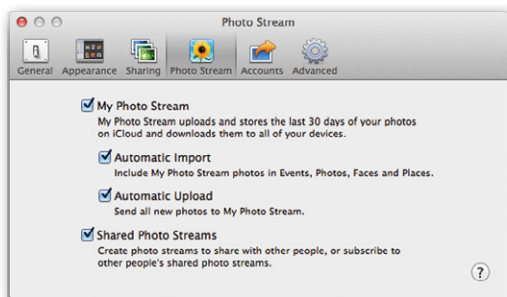 Photo Stream
General Appearance Sharing Photo Stream Accounts Advanced
My Photo Stream
My Photo Stream uploads and stores the last 30 days of your photos
on iCloud and downloads them to all of your devices.
Automatic Import
Include My Photo Stream photos in Events, Photos, Faces and Places.
Automatic Upload
Send all new photos to My Photo Stream.
Shared Photo Streams
Create photo streams to share with other people, or subscribe to
other people's shared photo streams.
?